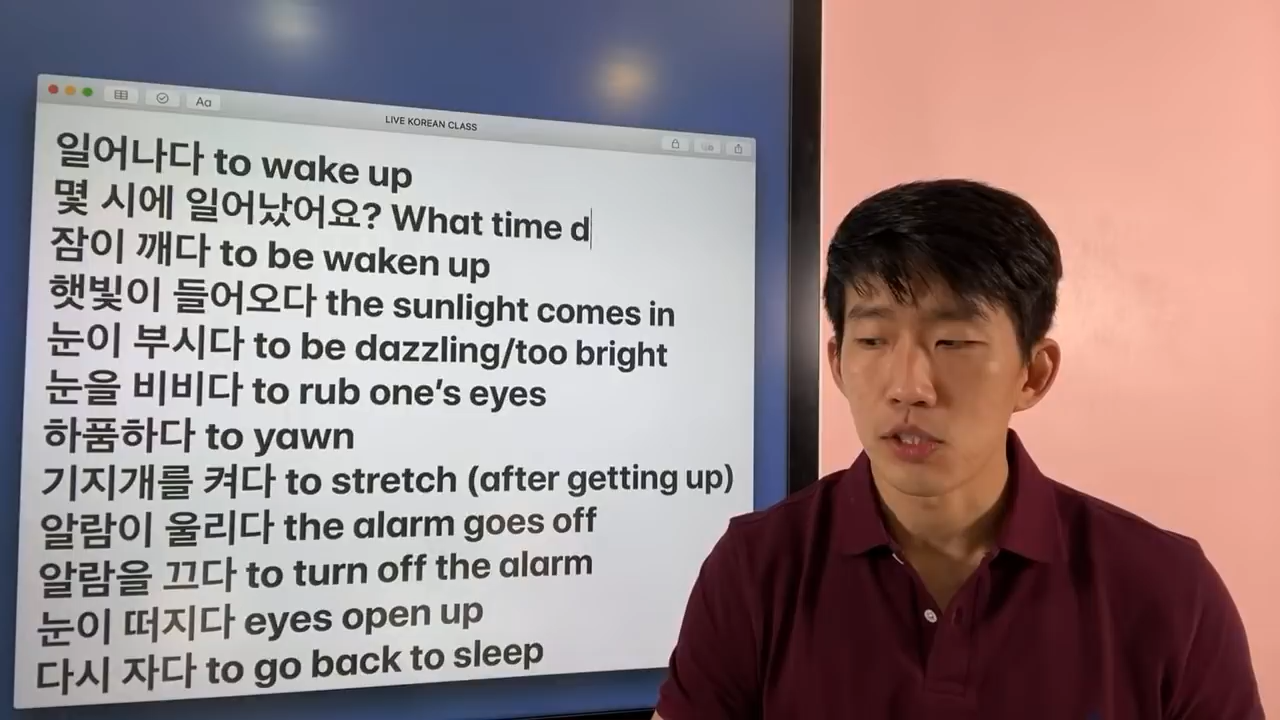 Aa
LIVE KOREAN CLASS
일어나다 to wake up
몇 시에 일어났어요? What time d
잠이 깨다 to be waken up
햇빛이 들어오다 the sunlight comes in
눈이 부시다 to be dazzling/too bright
눈을 비비다 to rub one’s eyes
하품하다 to yawn
기지개를 켜다 to stretch (after getting up)
알람이 울리다 the alarm goes off
알람을 끄다 to turn off the alarm
눈이 떠지다 eyes open up
다시 자다 to go back to sleep